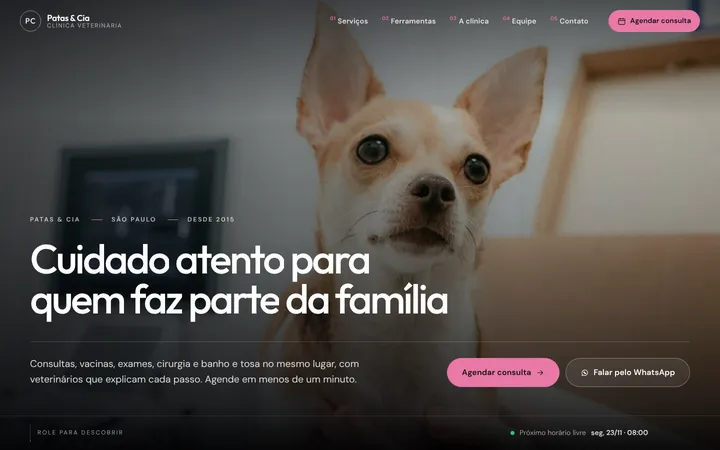 PC
Patas & Cia
CLÍNICA VETERINÁRIA
01 Serviços
02 Ferramentas
03 A clínica
04 Equipe
05 Contato
Agendar consulta
PATAS & CIA — SÃO PAULO — DESDE 2015
Cuidado atento para
quem faz parte da família
Consultas, vacinas, exames, cirurgia e banho e tosa no mesmo lugar, com
veterinários que explicam cada passo. Agende em menos de um minuto.
Agendar consulta →
Falar pelo WhatsApp
ROLE PARA DESCOBRIR
Próximo horário livre seg, 23/11 · 08:00